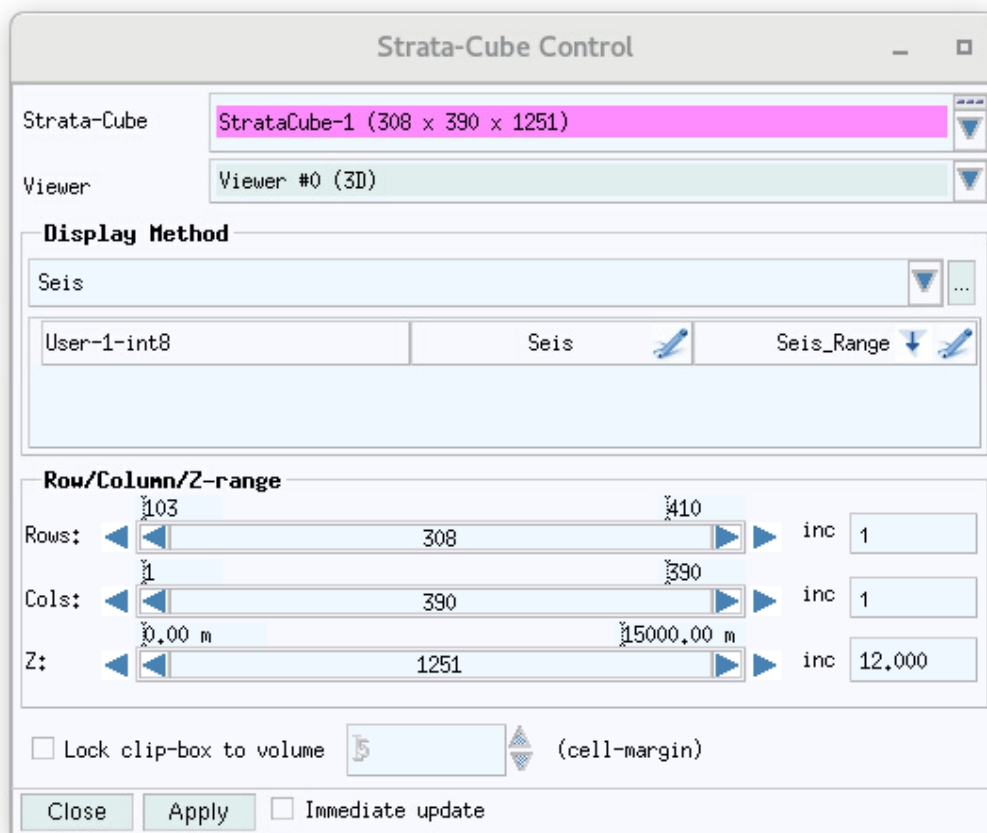 Strata-Cube Control
Strata-Cube StrataCube-1 (308 x 390 x 1251)
Viewer Viewer #0 (3D)
Display Method
Seis ...
User-1-int8 Seis Seis_Range
Row/Column/Z-range
103 410
Rows: 308 inc 1
1 390
Cols: 390 inc 1
0.00 m 15000.00 m
Z: 1251 inc 12.000
Lock clip-box to volume 5 (cell-margin)
Close Apply Immediate update